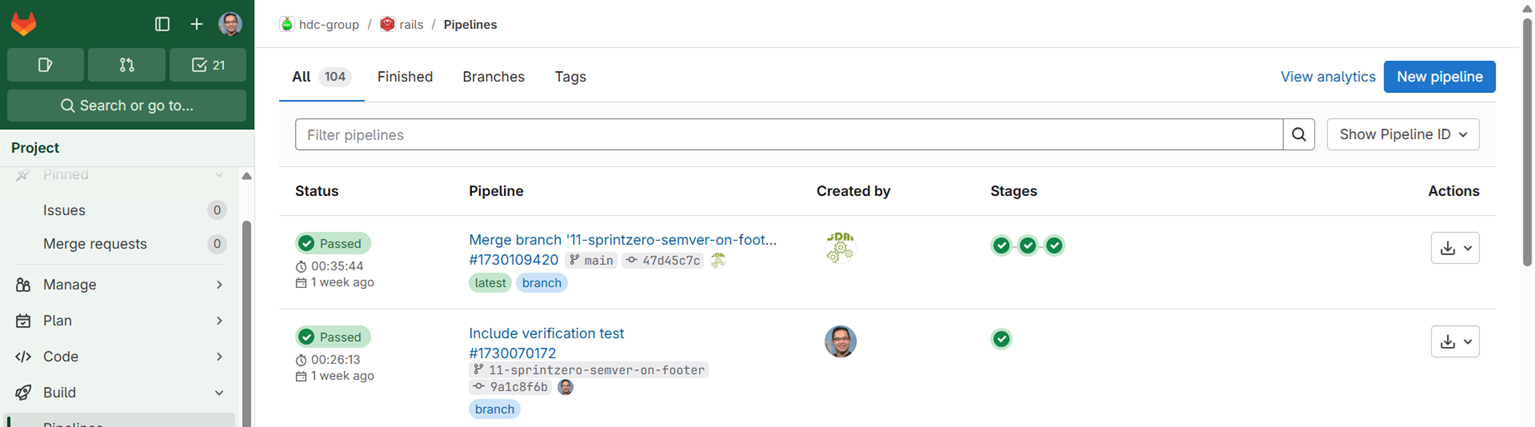 hdc-group / rails / Pipelines
21
Search or go to...
Project
Pinned
Issues 0
Merge requests 0
Manage
Plan
Code
Build
Pipelines
All 104 Finished Branches Tags
View analytics New pipeline
Filter pipelines
Show Pipeline ID
Status Pipeline Created by Stages Actions
Passed
00:35:44
1 week ago
Merge branch '11-sprintzero-semver-on-foot...
#1730109420 main 47d45c7c
latest branch
Passed
00:26:13
1 week ago
Include verification test
#1730070172
11-sprintzero-semver-on-footer
9a1c8f6b
branch